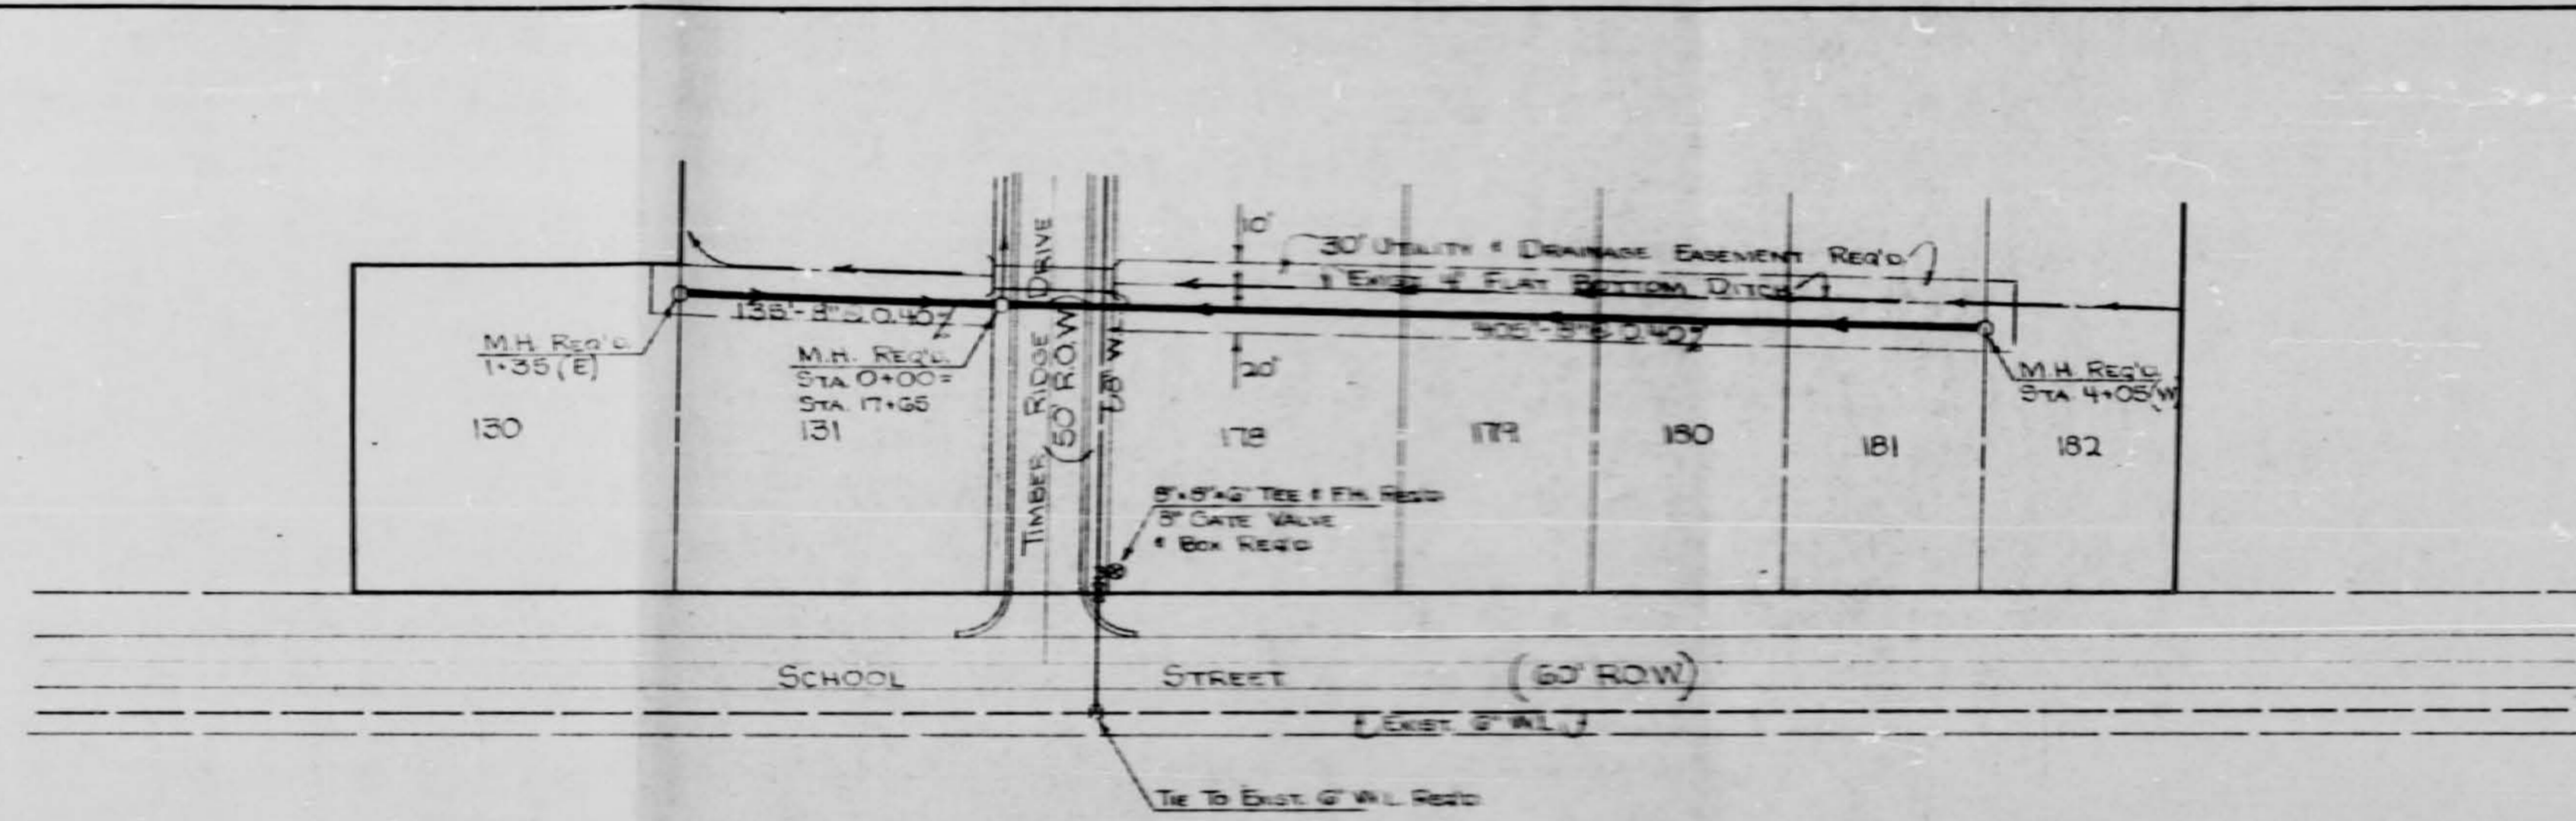 10'
30' UTILITY & DRAINAGE EASEMENT REQ'D.
EXIST. 4' FLAT BOTTOM DITCH
135'-8" @ 0.40%
405'-8" @ 0.40%
M.H. REQ'D.
1+35 (E)
M.H. REQ'D.
STA. 0+00 =
STA. 17+65
20'
M.H. REQ'D.
STA. 4+05 (W)
TIMBER RIDGE DRIVE
(50' R.O.W.)
8" W.L.
130
131
178
179
180
181
182
8"x8"x6" TEE & F.H. REQ'D
8" GATE VALVE
& BOX REQ'D
SCHOOL STREET (60' R.O.W.)
EXIST. 6" W.L.
TIE TO EXIST. 6" W.L. REQ'D.